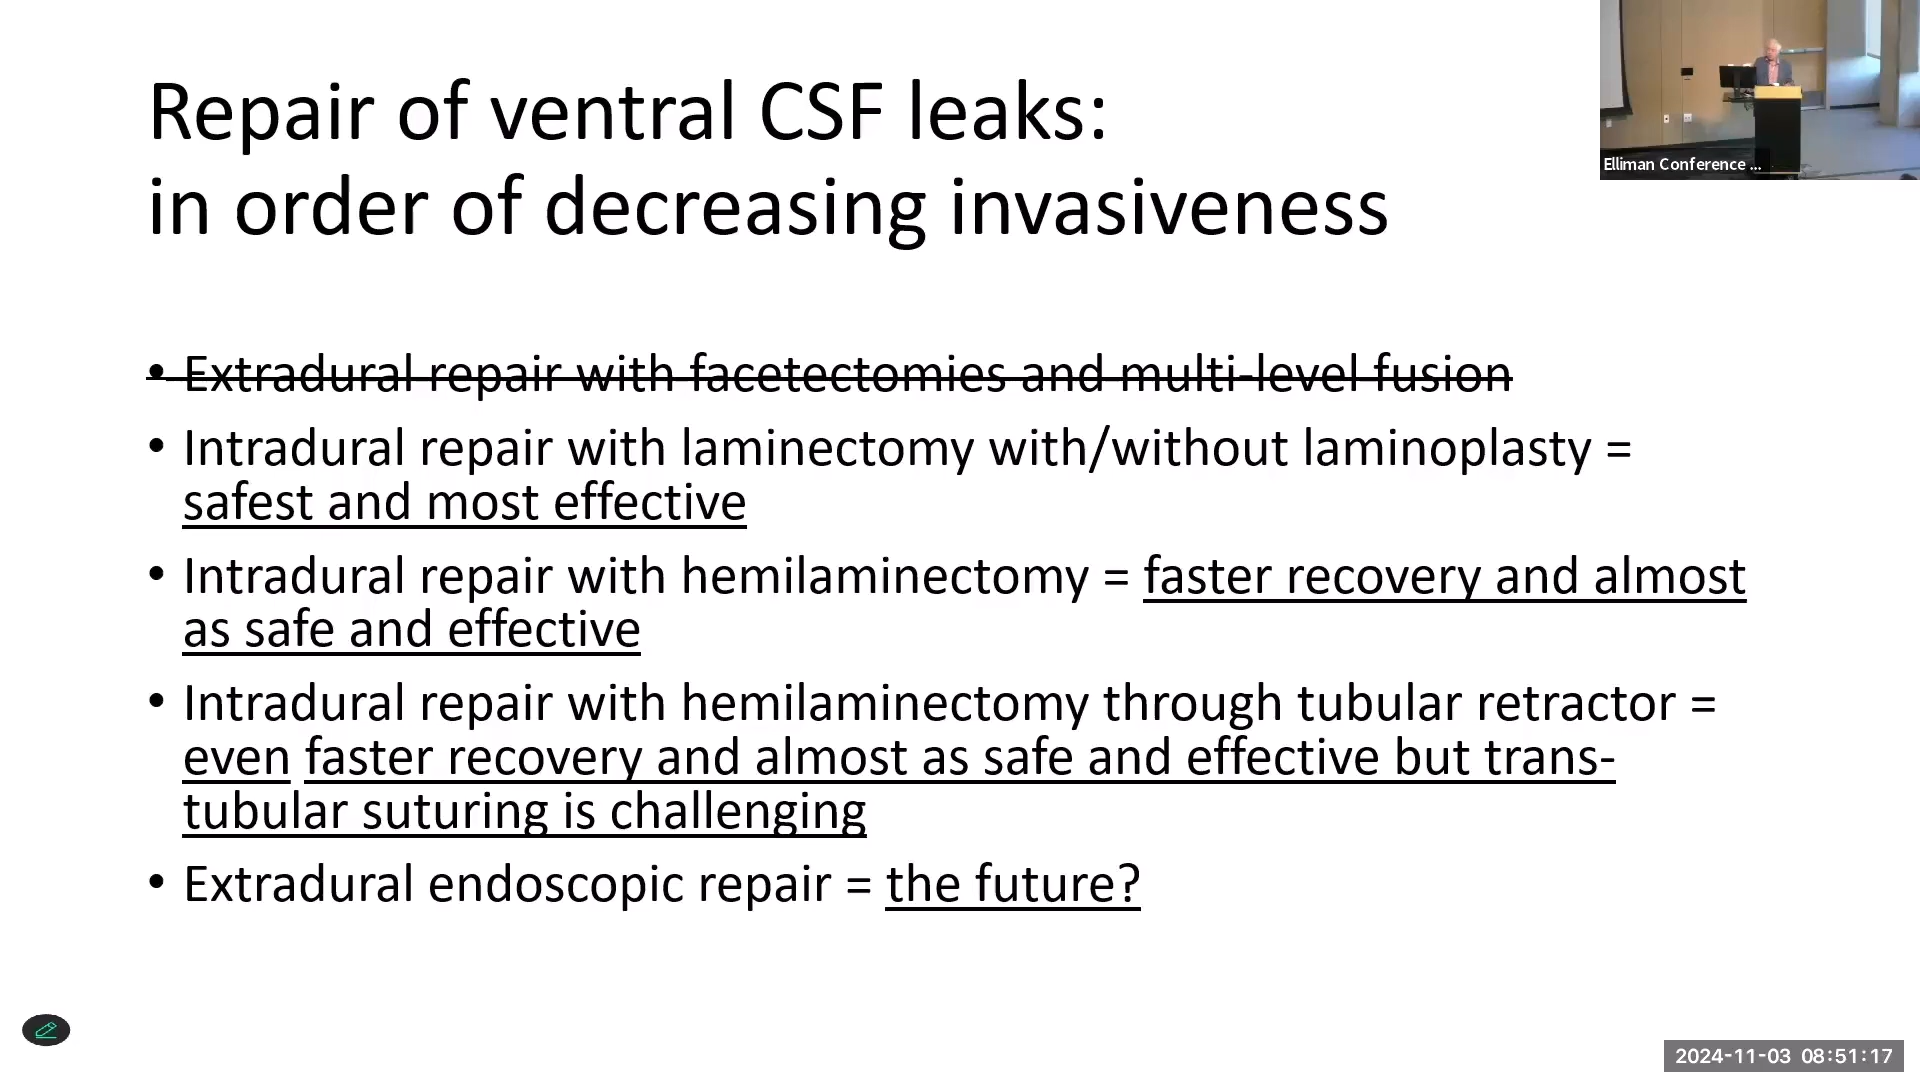 Repair of ventral CSF leaks:
in order of decreasing invasiveness
Elliman Conference ...
• Extradural repair with facetectomies and multi-level fusion
• Intradural repair with laminectomy with/without laminoplasty =
safest and most effective
• Intradural repair with hemilaminectomy = faster recovery and almost
as safe and effective
• Intradural repair with hemilaminectomy through tubular retractor =
even faster recovery and almost as safe and effective but trans-
tubular suturing is challenging
• Extradural endoscopic repair = the future?
2024-11-03 08:51:17